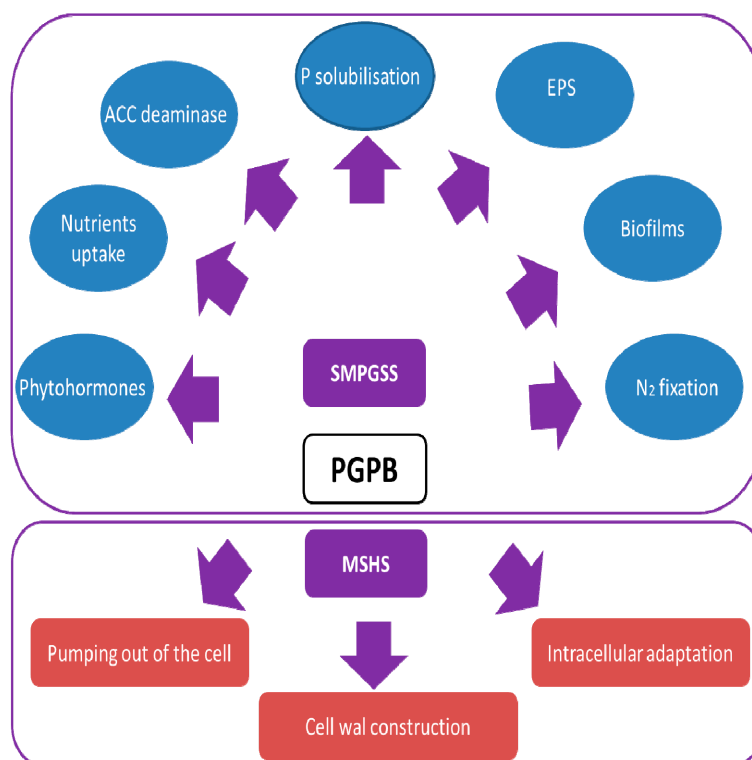 P solubilisation
EPS
ACC deaminase
Nutrients
uptake
Biofilms
Phytohormones
SMPGSS
N₂ fixation
PGPB
MSHS
Pumping out of the cell
Intracellular adaptation
Cell wal construction